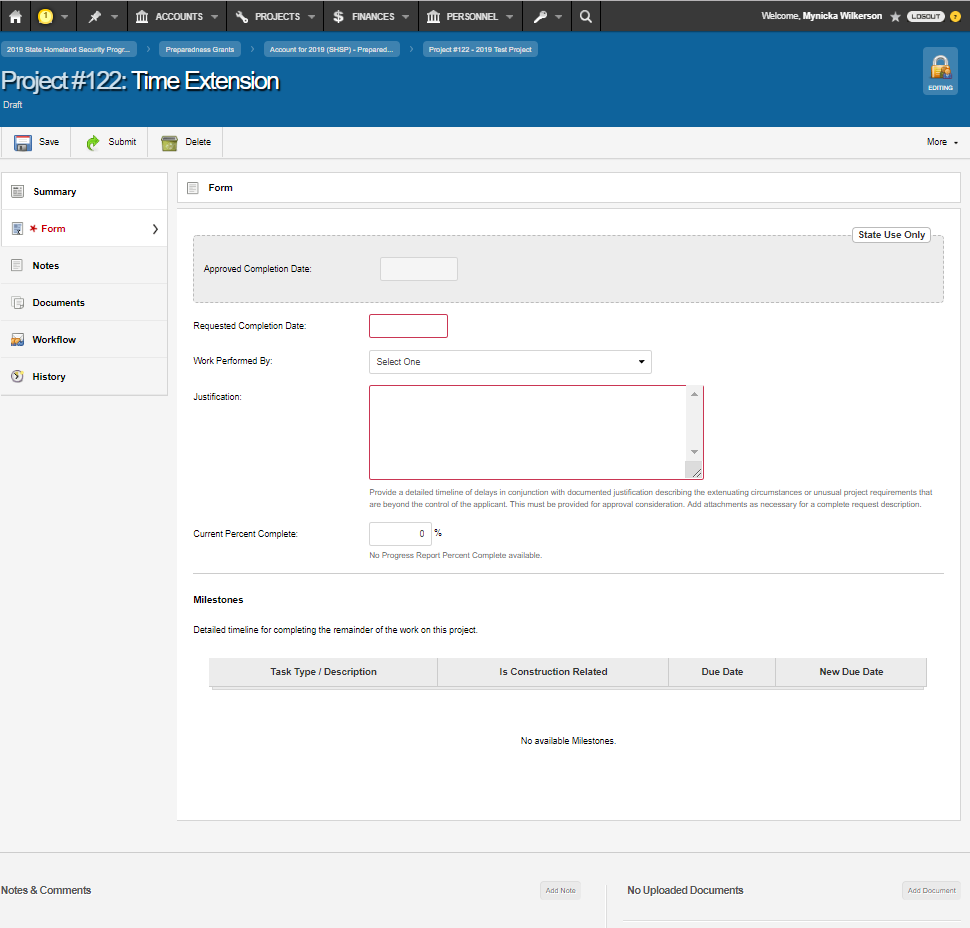 1
ACCOUNTS
PROJECTS
FINANCES
PERSONNEL
Welcome, Mynicka Wilkerson
LOGOUT
?
2019 State Homeland Security Progr...
Preparedness Grants
Account for 2019 (SHSP) - Prepared...
Project #122 - 2019 Test Project
Project #122: Time Extension
Draft
EDITING
Save
Submit
Delete
More
Summary
* Form
Notes
Documents
Workflow
History
Form
State Use Only
Approved Completion Date:
Requested Completion Date:
Work Performed By:
Select One
Justification:
Provide a detailed timeline of delays in conjunction with documented justification describing the extenuating circumstances or unusual project requirements that
are beyond the control of the applicant. This must be provided for approval consideration. Add attachments as necessary for a complete request description.
Current Percent Complete:
0 %
No Progress Report Percent Complete available.
Milestones
Detailed timeline for completing the remainder of the work on this project.
Task Type / Description
Is Construction Related
Due Date
New Due Date
No available Milestones.
Notes & Comments
Add Note
No Uploaded Documents
Add Document